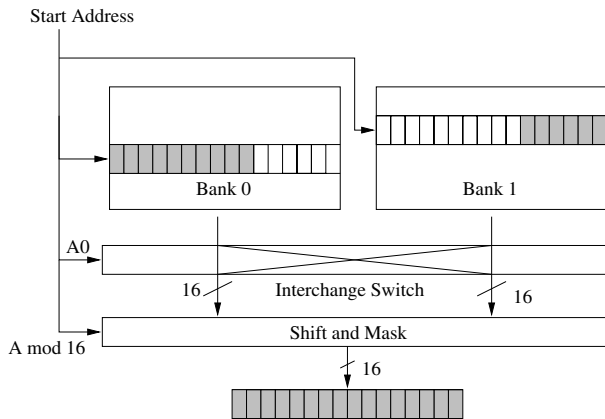 Start Address
Bank 0
Bank 1
A0
16
Interchange Switch
16
Shift and Mask
A mod 16
16